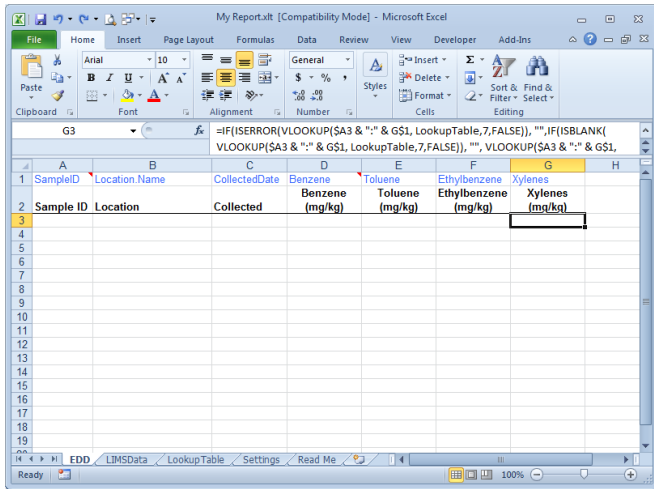 My Report.xlt [Compatibility Mode] - Microsoft Excel
File Home Insert Page Layout Formulas Data Review View Developer Add-Ins
Paste
Arial 10
B I U A A
General
$ % ,
Styles
Insert
Delete
Format
Σ
Sort & Filter
Find & Select
Clipboard Font Alignment Number Cells Editing
G3 fx =IF(ISERROR(VLOOKUP($A3 & ":" & G$1, LookupTable,7,FALSE)), "",IF(ISBLANK(
VLOOKUP($A3 & ":" & G$1, LookupTable,7,FALSE)), "", VLOOKUP($A3 & ":" & G$1,
A B C D E F G H
1 SampleID Location.Name CollectedDate Benzene Toluene Ethylbenzene Xylenes
Benzene Toluene Ethylbenzene Xylenes
2 Sample ID Location Collected (mg/kg) (mg/kg) (mg/kg) (mg/kg)
3
4
5
6
7
8
9
10
11
12
13
14
15
16
17
18
19
EDD LIMSData LookupTable Settings Read Me
Ready 100%